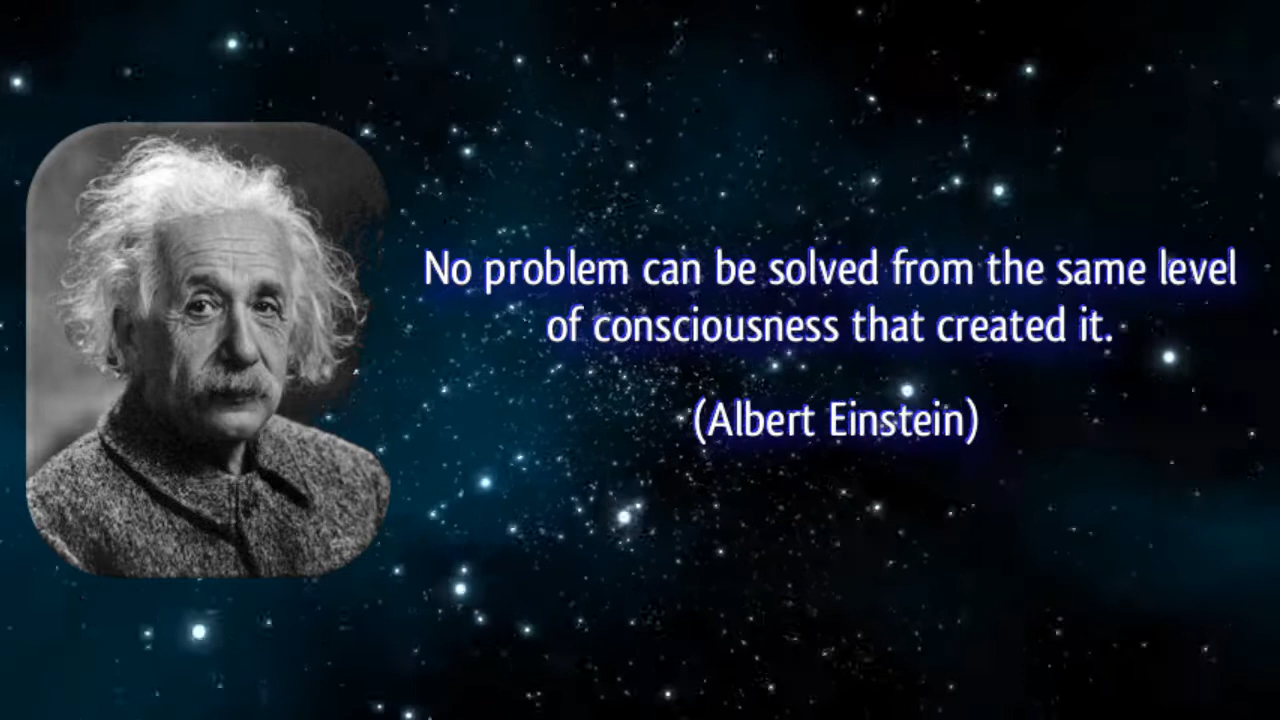 No problem can be solved from the same level
of consciousness that created it.
(Albert Einstein)